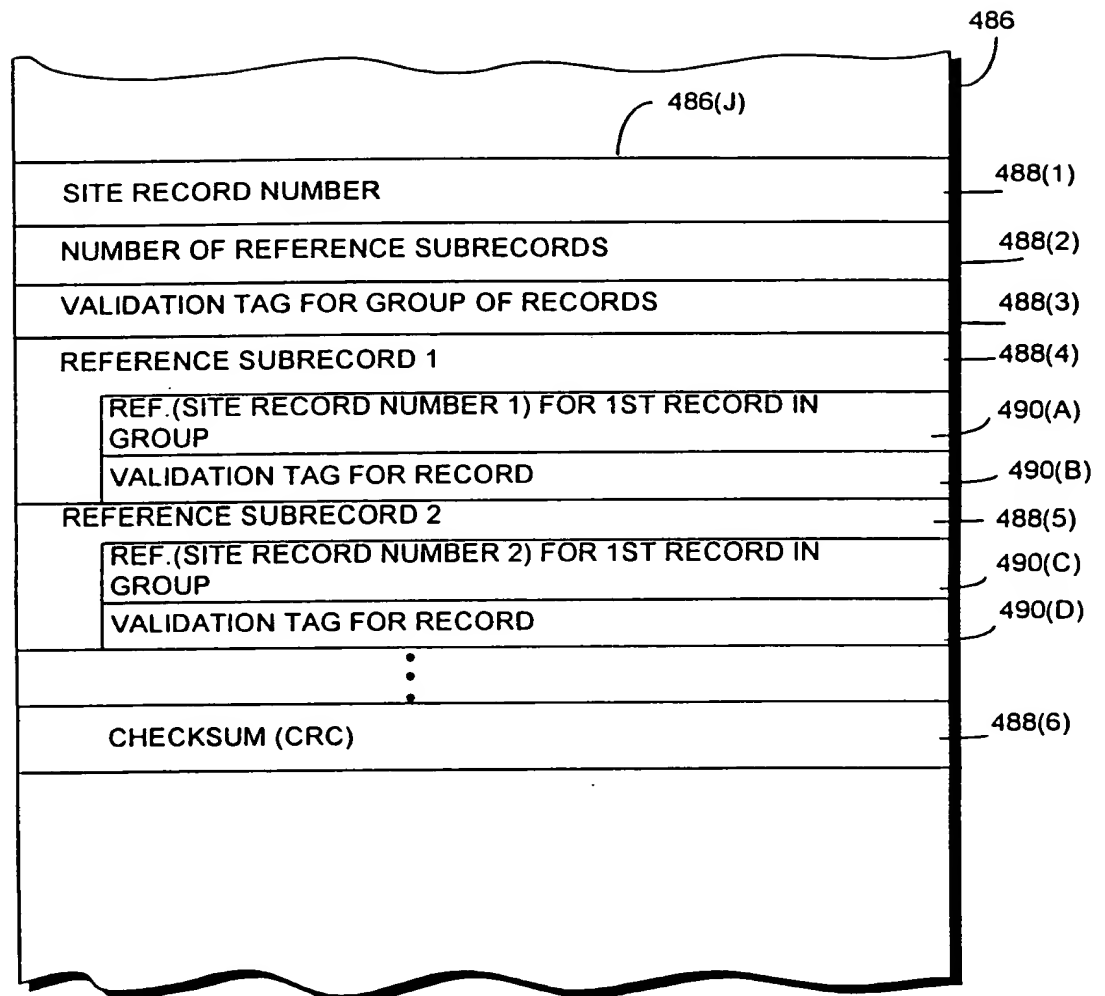 486
486(J)
SITE RECORD NUMBER
488(1)
NUMBER OF REFERENCE SUBRECORDS
488(2)
VALIDATION TAG FOR GROUP OF RECORDS
488(3)
REFERENCE SUBRECORD 1
488(4)
REF.(SITE RECORD NUMBER 1) FOR 1ST RECORD IN
GROUP
490(A)
VALIDATION TAG FOR RECORD
490(B)
REFERENCE SUBRECORD 2
488(5)
REF.(SITE RECORD NUMBER 2) FOR 1ST RECORD IN
GROUP
490(C)
VALIDATION TAG FOR RECORD
490(D)
CHECKSUM (CRC)
488(6)